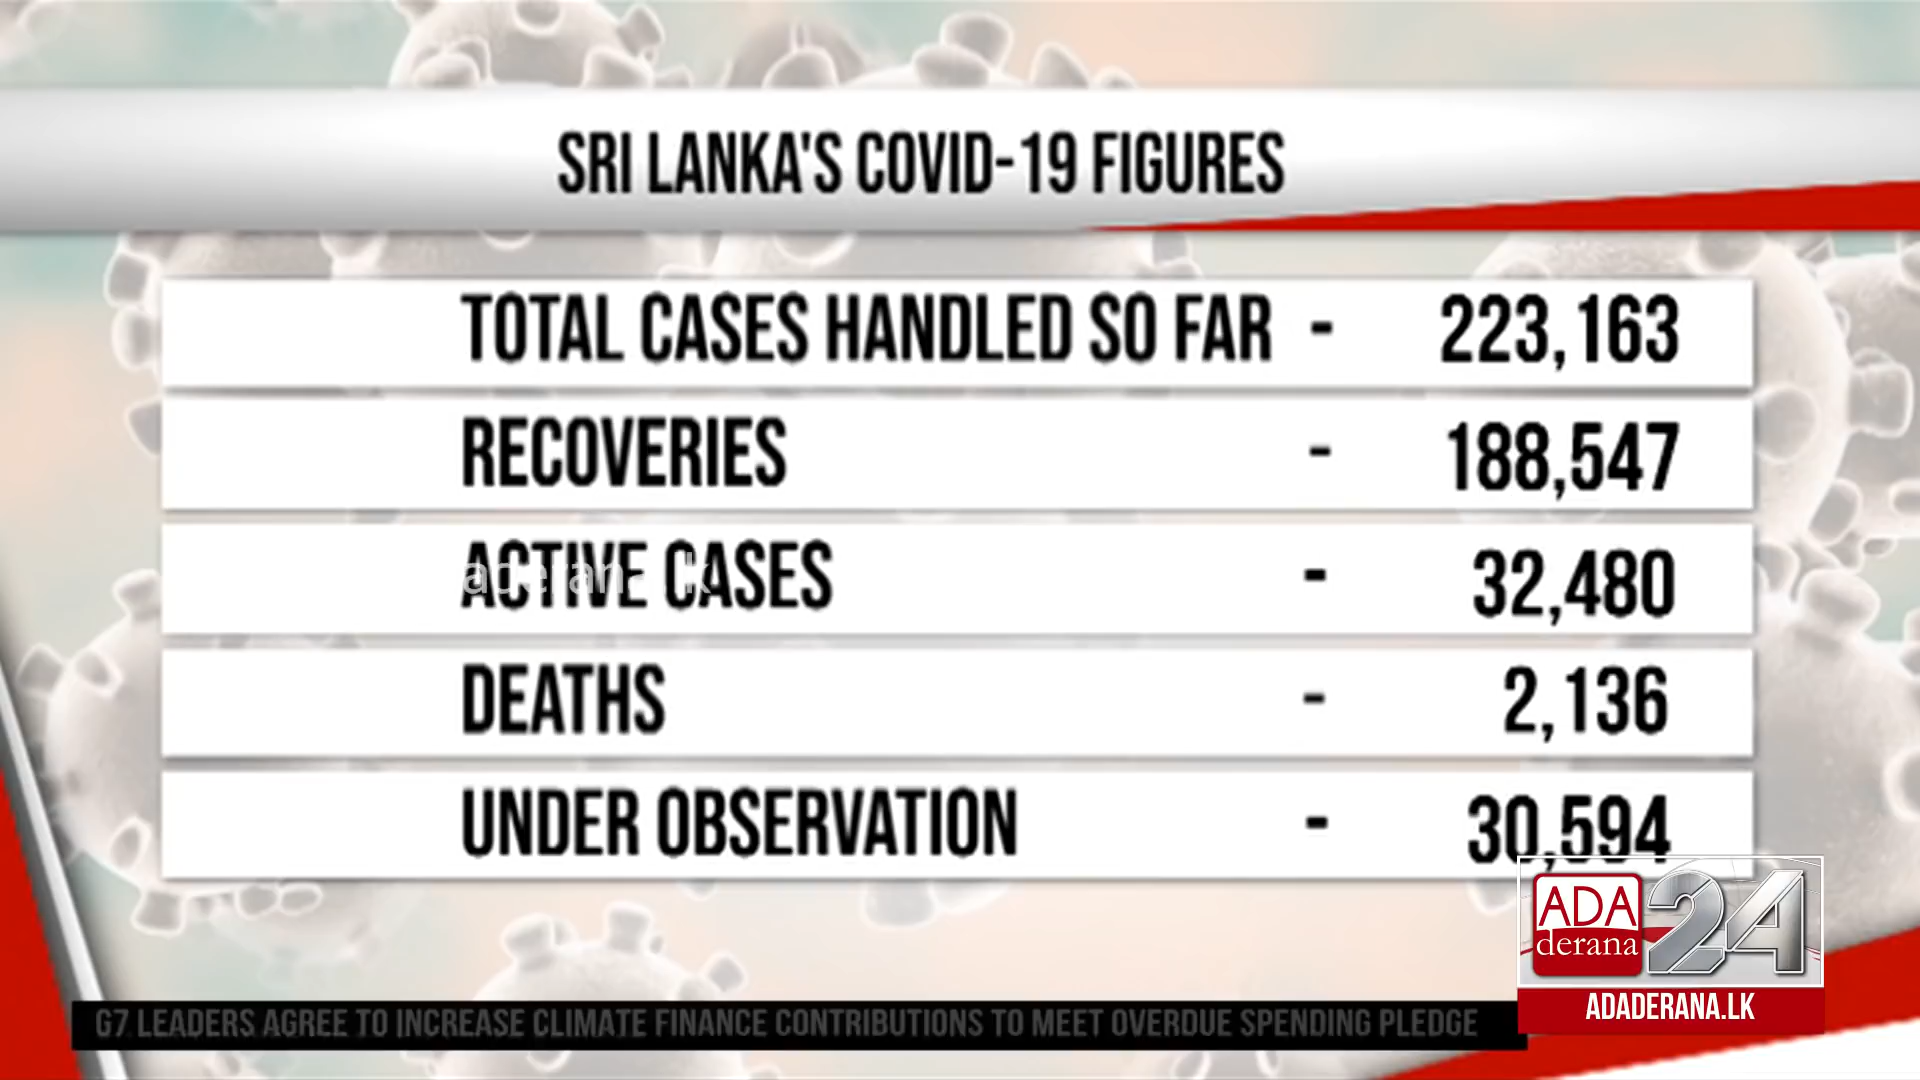 SRI LANKA'S COVID-19 FIGURES
TOTAL CASES HANDLED SO FAR - 223,163
RECOVERIES - 188,547
ACTIVE CASES - 32,480
adaderana.lk
DEATHS - 2,136
UNDER OBSERVATION - 30,594
ADA
derana
24
ADADERANA.LK
G7 LEADERS AGREE TO INCREASE CLIMATE FINANCE CONTRIBUTIONS TO MEET OVERDUE SPENDING PLEDGE